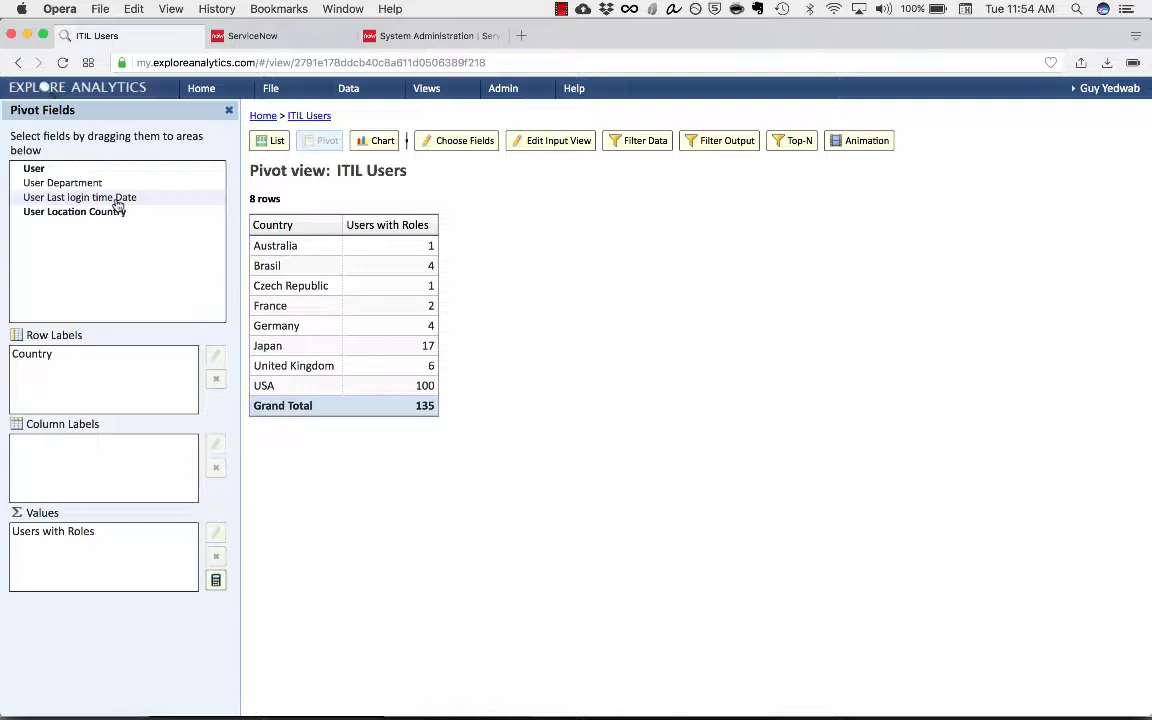 Opera File Edit View History Bookmarks Window Help 100% Tue 11:54 AM
ITIL Users
now ServiceNow
now System Administration | Serv
my.exploreanalytics.com/#/view/2791e178ddcb40c8a611d0506389f218
EXPLORE ANALYTICS Home File Data Views Admin Help Guy Yedwab
Pivot Fields
Select fields by dragging them to areas
below
User
User Department
User Last login time Date
User Location Country
Row Labels
Country
Column Labels
Values
Users with Roles
Home > ITIL Users
List Pivot Chart Choose Fields Edit Input View Filter Data Filter Output Top-N Animation
Pivot view: ITIL Users
8 rows
Country Users with Roles
Australia 1
Brasil 4
Czech Republic 1
France 2
Germany 4
Japan 17
United Kingdom 6
USA 100
Grand Total 135